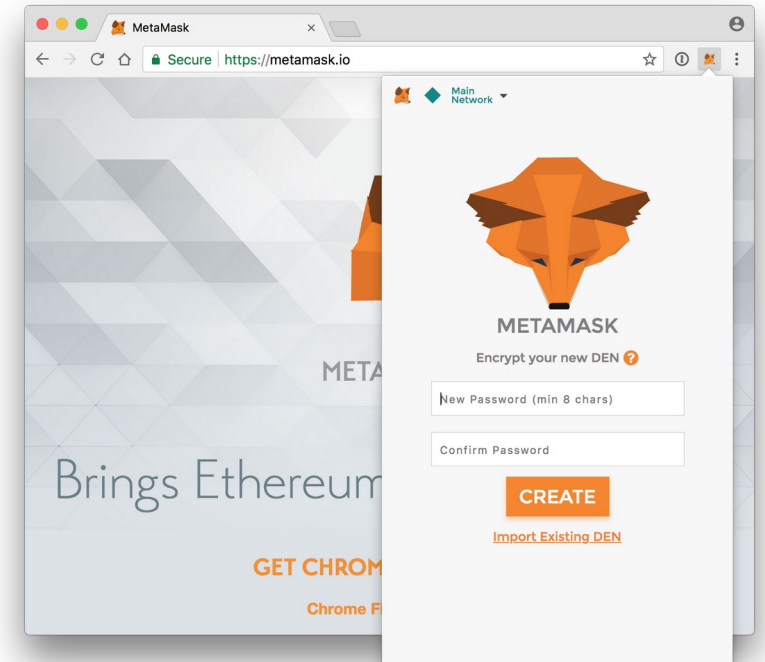 MetaMask
Secure
https://metamask.io
Main
Network
METAMASK
Encrypt your new DEN ?
New Password (min 8 chars)
Confirm Password
CREATE
Import Existing DEN
META
Brings Ethereum
GET CHROM
Chrome